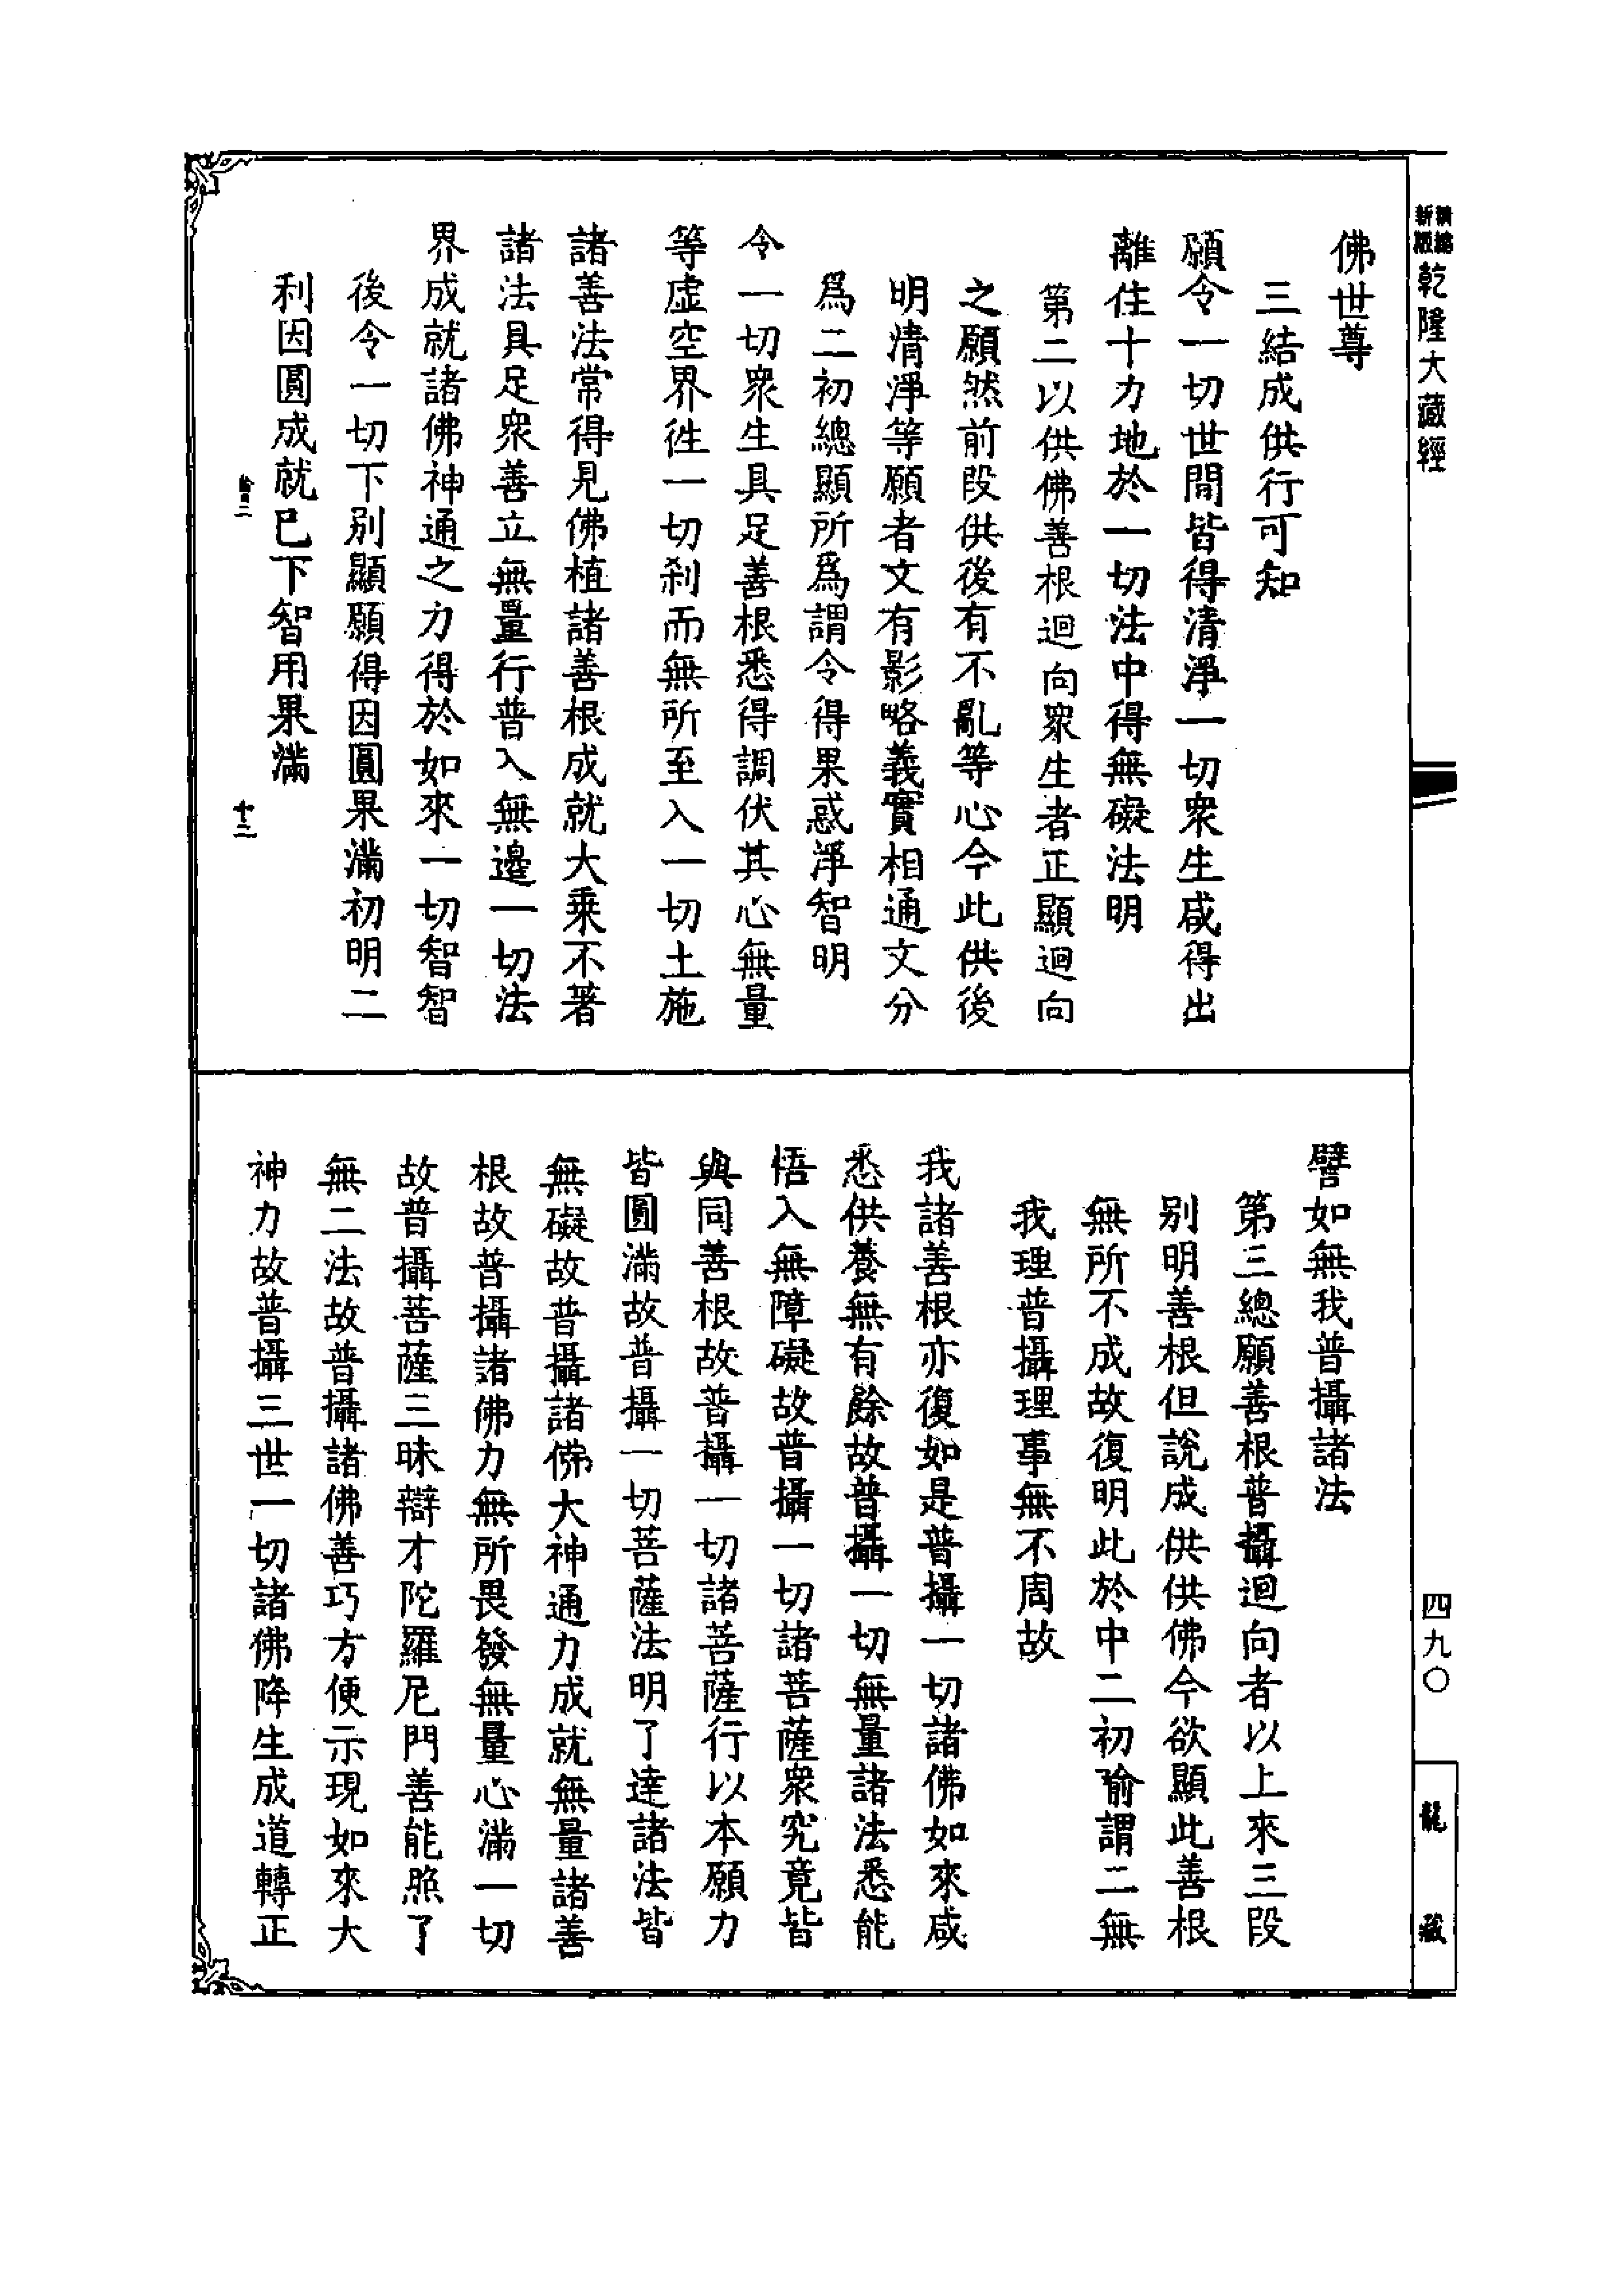 新編
縮版
乾隆大藏經
佛世尊
三結成供行可知
願令一切世間皆得清淨一切衆生咸得出
離住十力地於一切法中得無礙法明
第二以供佛善根迴向衆生者正顯迴向
之願然前段供後有不亂等心今此供後
明清淨等願者文有影略義實相通文分
爲二初總顯所爲謂令得果惑淨智明
令一切衆生具足善根悉得調伏其心無量
等虛空界徃一切刹而無所至入一切土施
諸善法常得見佛植諸善根成就大乘不著
諸法具足衆善立無量行普入無邊一切法
界成就諸佛神通之力得於如來一切智智
後令一切下别顯願得因圓果滿初明二
利因圓成就已下智用果滿
十二
譬如無我普攝諸法
第三總願善根普攝迴向者以上來三段
别明善根但說成供供佛今欲顯此善根
無所不成故復明此於中二初喻謂二無
我理普攝理事無不周故
我諸善根亦復如是普攝一切諸佛如來咸
悉供養無有餘故普攝一切無量諸法悉能
悟入無障礙故普攝一切諸菩薩衆究竟皆
與同善根故普攝一切諸菩薩行以本願力
皆圓滿故普攝一切菩薩法明了達諸法皆
無礙故普攝諸佛大神通力成就無量諸善
根故普攝諸佛力無所畏發無量心滿一切
故普攝菩薩三昧辯才陀羅尼門善能照了
無二法故普攝諸佛善巧方便示現如來大
神力故普攝三世一切諸佛降生成道轉正
四九〇
龍藏